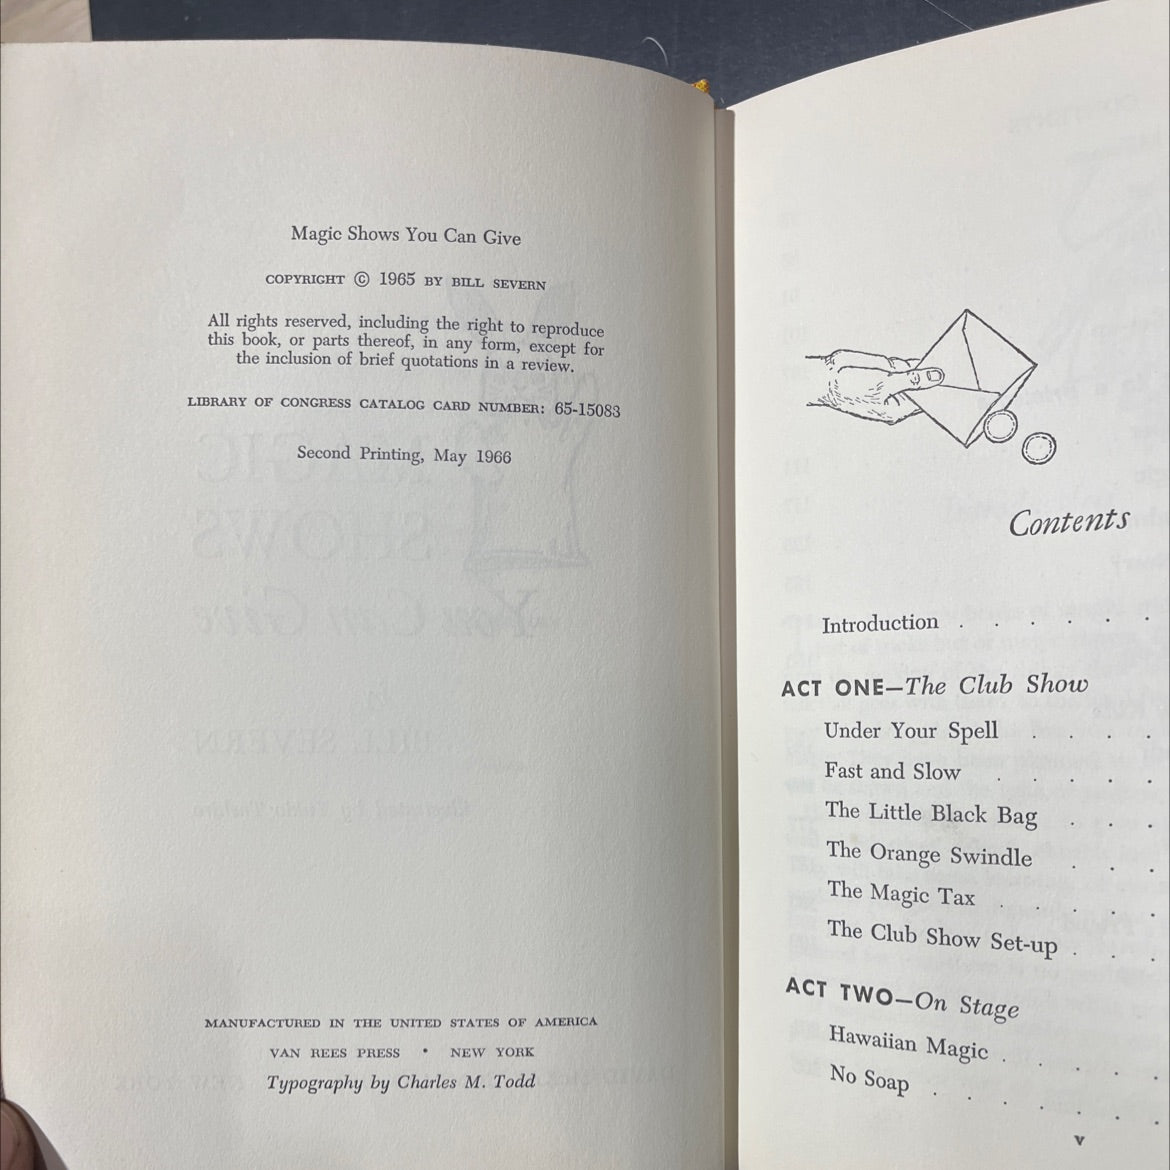 Magic Shows You Can Give
COPYRIGHT © 1965 BY BILL SEVERN
All rights reserved, including the right to reproduce
this book, or parts thereof, in any form, except for
the inclusion of brief quotations in a review.
LIBRARY OF CONGRESS CATALOG CARD NUMBER: 65-15083
Second Printing, May 1966
MANUFACTURED IN THE UNITED STATES OF AMERICA
VAN REES PRESS • NEW YORK
Typography by Charles M. Todd
Contents
Introduction . . . . . .
ACT ONE—The Club Show
Under Your Spell . .
Fast and Slow . . . . .
The Little Black Bag . . .
The Orange Swindle . . .
The Magic Tax . . . . .
The Club Show Set-up . . .
ACT TWO—On Stage
Hawaiian Magic . . . . .
No Soap . . . . . . .
v